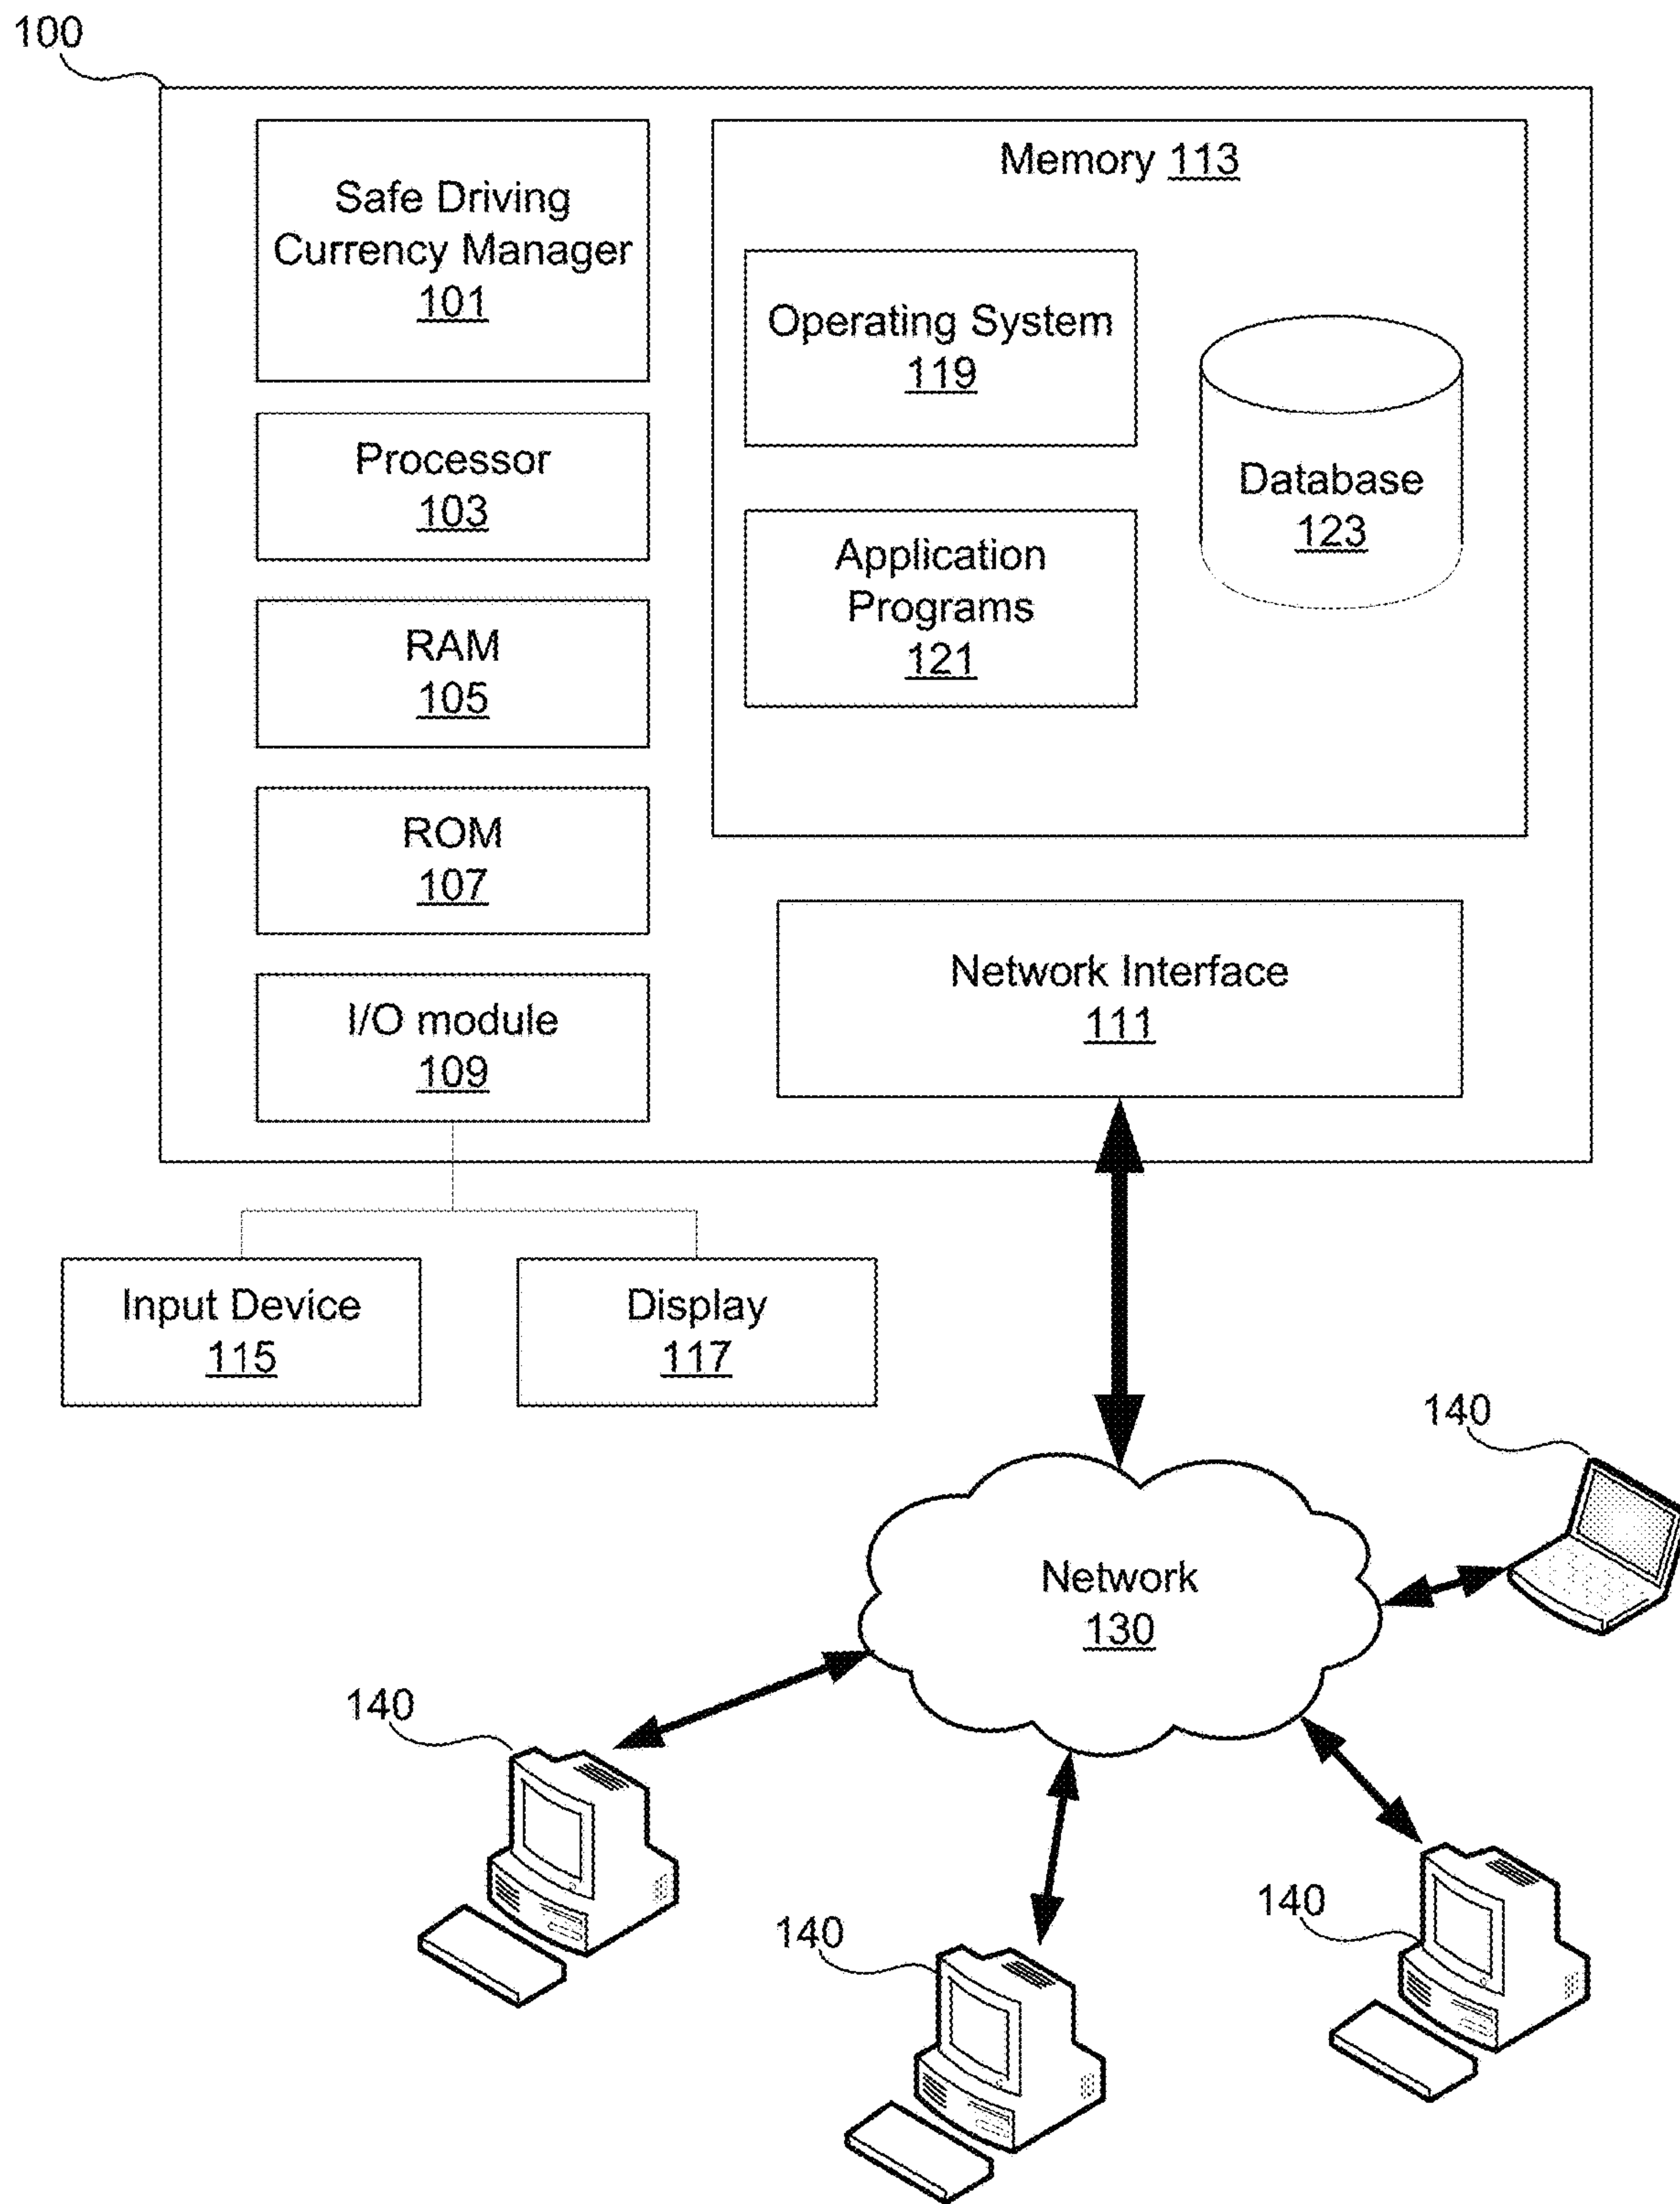 100
Safe Driving
Currency Manager
101
Processor
103
RAM
105
ROM
107
I/O module
109
Memory 113
Operating System
119
Application
Programs
121
Database
123
Network Interface
111
Input Device
115
Display
117
140
Network
130
140
140
140